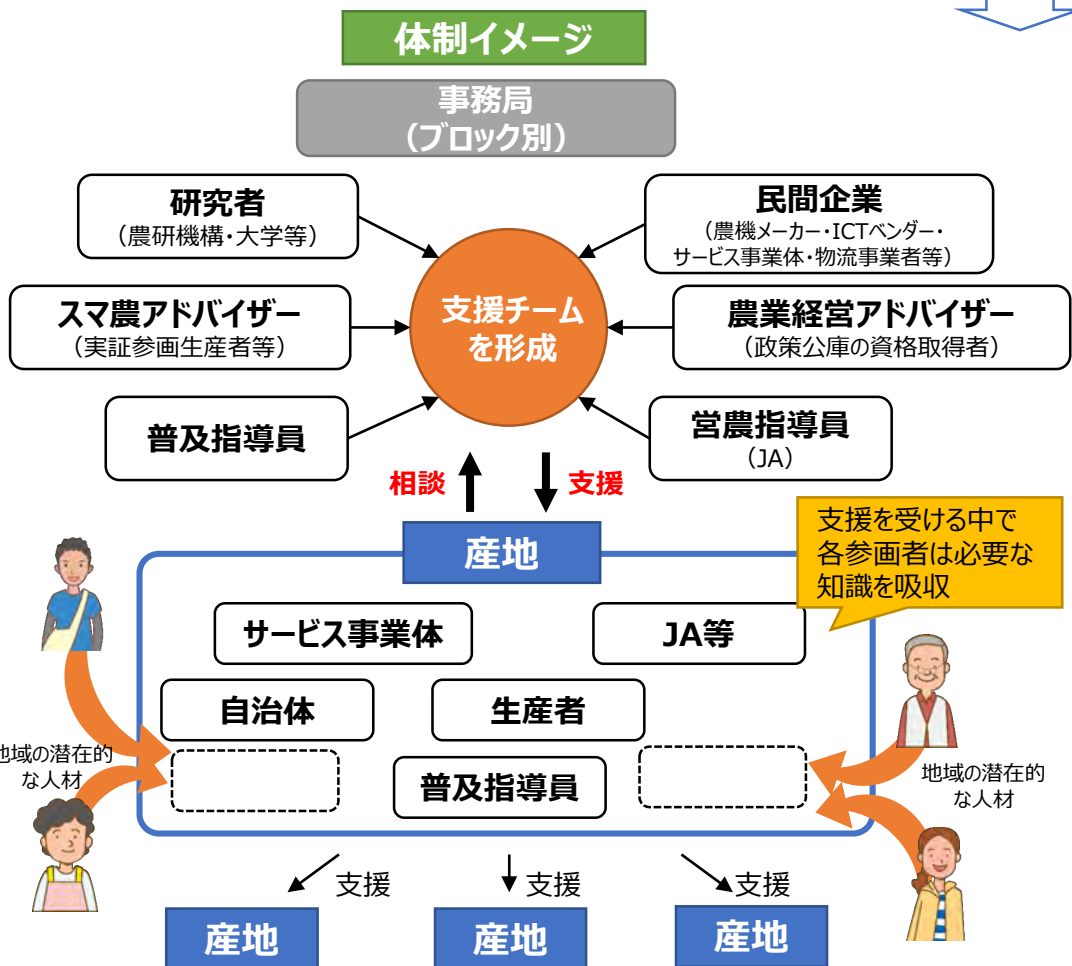 体制イメージ
事務局
（ブロック別）
研究者
（農研機構・大学等）
民間企業
（農機メーカー・ICTベンダー・
サービス事業体・物流事業者等）
スマ農アドバイザー
（実証参画生産者等）
支援チーム
を形成
農業経営アドバイザー
（政策公庫の資格取得者）
普及指導員
営農指導員
（JA）
相談
支援
産地
支援を受ける中で
各参画者は必要な
知識を吸収
サービス事業体
JA等
自治体
生産者
普及指導員
地域の潜在的
な人材
地域の潜在的
な人材
支援
支援
支援
産地
産地
産地